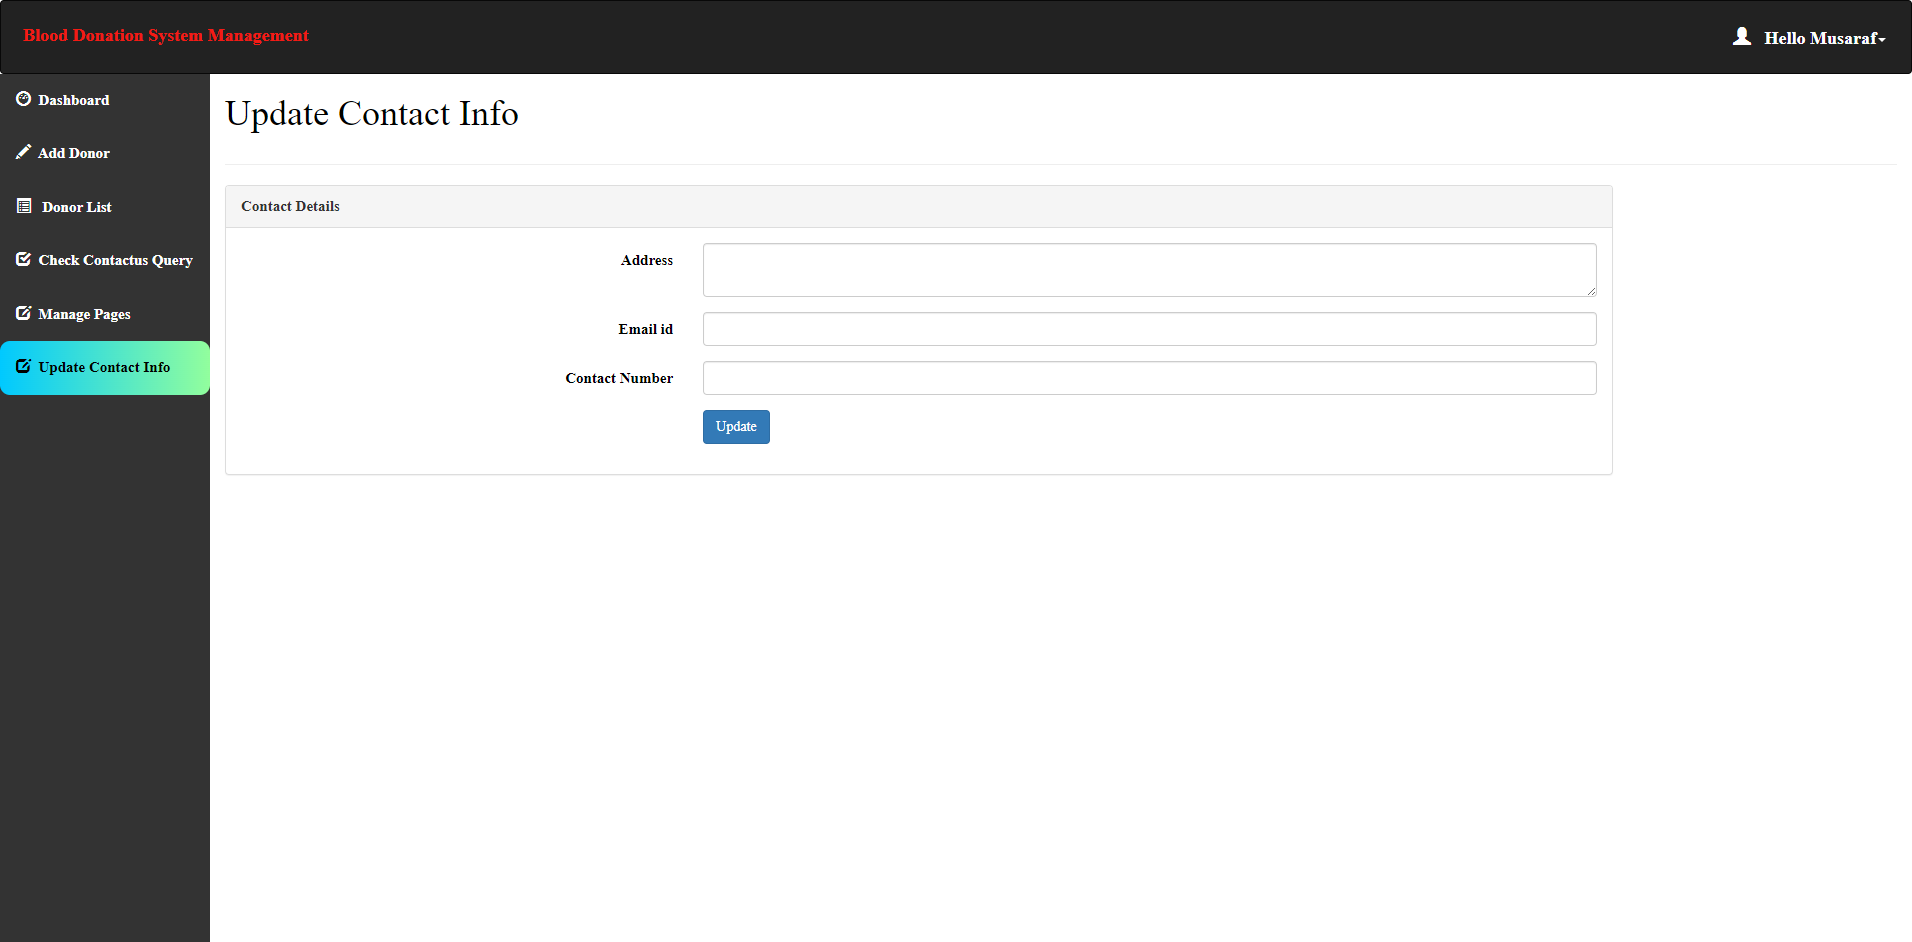 Blood Donation System Management
Hello Musaraf
Dashboard
Add Donor
Donor List
Check Contactus Query
Manage Pages
Update Contact Info
Update Contact Info
Contact Details
Address
Email id
Contact Number
Update